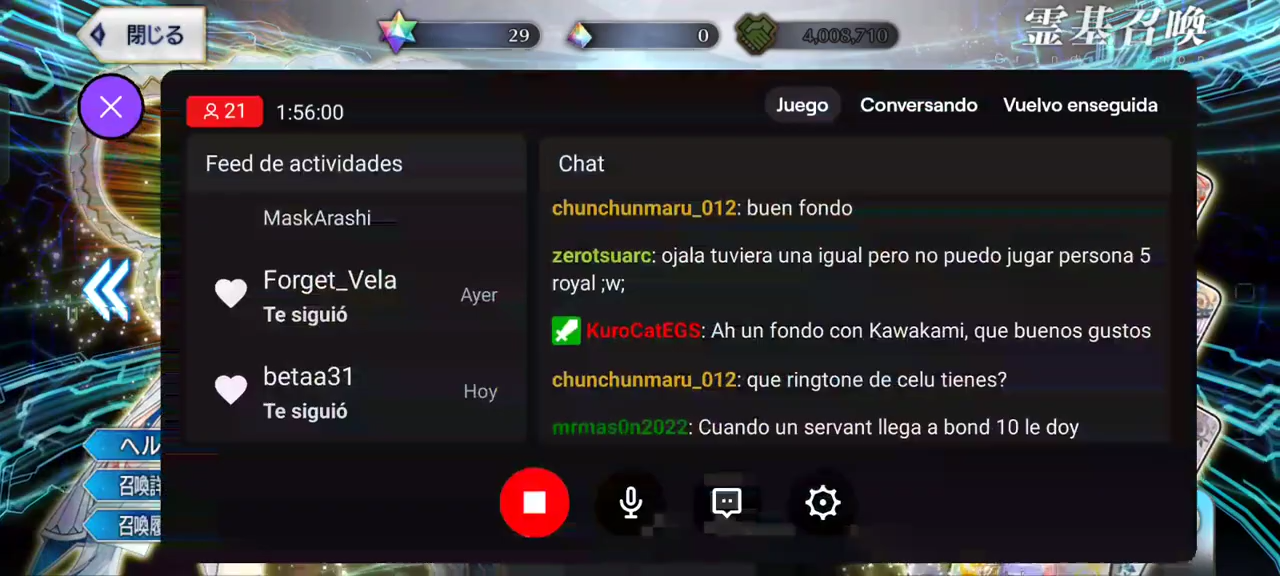 閉じる
29
0
4,008,710
霊基召喚
21
1:56:00
Juego
Conversando
Vuelvo enseguida
Feed de actividades
MaskArashi
Forget_Vela
Te siguió
Ayer
betaa31
Te siguió
Hoy
Chat
chunchunmaru_012: buen fondo
zerotsuarc: ojala tuviera una igual pero no puedo jugar persona 5
royal ;w;
KuroCatEGS: Ah un fondo con Kawakami, que buenos gustos
chunchunmaru_012: que ringtone de celu tienes?
mrmas0n2022: Cuando un servant llega a bond 10 le doy
ヘル
召喚詳
召喚履